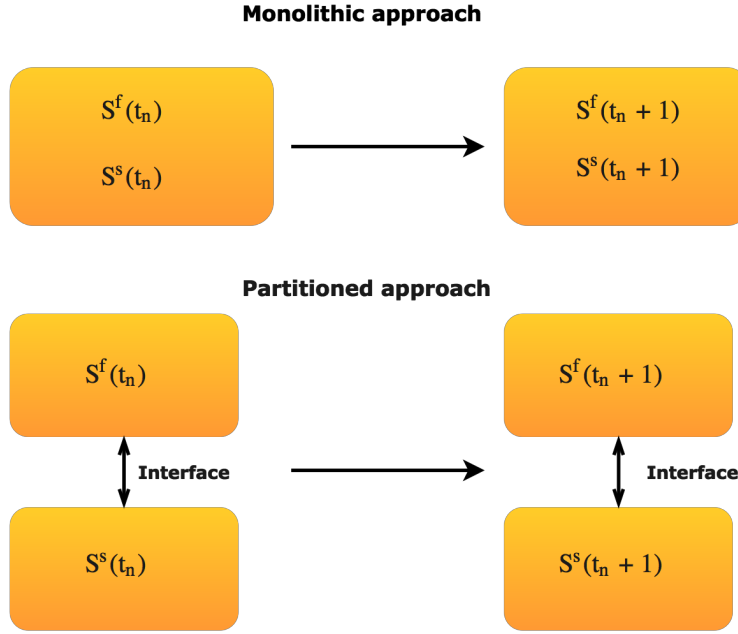 Monolithic approach
Sᶠ(tₙ)
Sᶠ(tₙ + 1)
Sˢ(tₙ)
Sˢ(tₙ + 1)
Partitioned approach
Sᶠ(tₙ)
Sᶠ(tₙ + 1)
Interface
Interface
Sˢ(tₙ)
Sˢ(tₙ + 1)